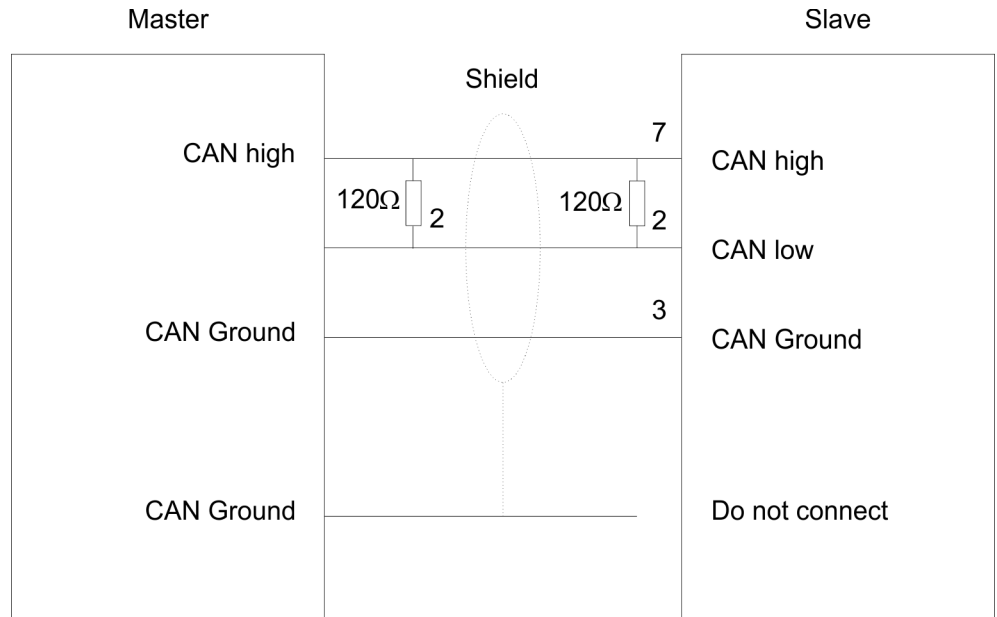 Master
Slave
Shield
7
CAN high
CAN high
120Ω
2
120Ω
2
CAN low
3
CAN Ground
CAN Ground
CAN Ground
Do not connect